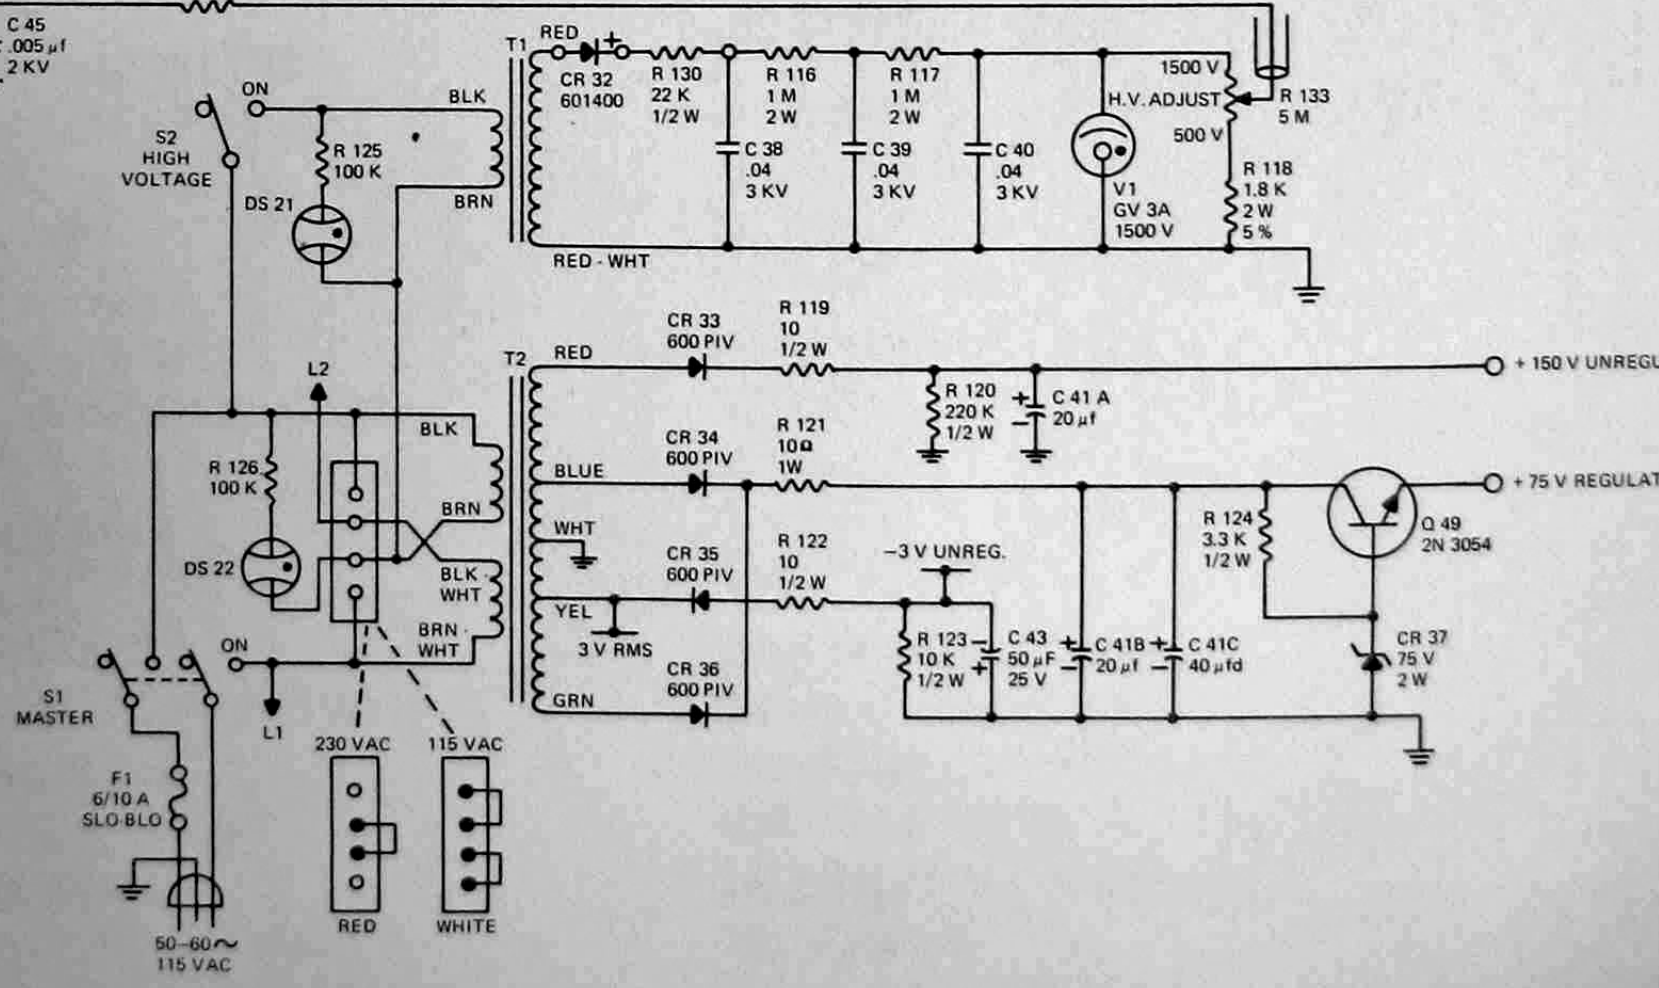 C 45
.005 µf
2 KV
T1
RED
+
CR 32
601400
R 130
22 K
1/2 W
R 116
1 M
2 W
R 117
1 M
2 W
1500 V
H.V. ADJUST
500 V
R 133
5 M
ON
BLK
S2
HIGH
VOLTAGE
R 125
100 K
DS 21
BRN
C 38
.04
3 KV
C 39
.04
3 KV
C 40
.04
3 KV
V1
GV 3A
1500 V
R 118
1.8 K
2 W
5 %
RED - WHT
T2
RED
CR 33
600 PIV
R 119
10
1/2 W
+ 150 V UNREGU
L2
BLK
R 120
220 K
1/2 W
+
−
C 41 A
20 µf
R 126
100 K
BLUE
CR 34
600 PIV
R 121
10Ω
1W
+ 75 V REGULAT
BRN
WHT
R 124
3.3 K
1/2 W
Q 49
2N 3054
DS 22
BLK -
WHT
YEL
CR 35
600 PIV
R 122
10
1/2 W
−3 V UNREG.
3 V RMS
BRN -
WHT
ON
R 123
10 K
1/2 W
−
+
C 43
50 µF
25 V
+
−
C 41B
20 µf
+
−
C 41C
40 µfd
CR 37
75 V
2 W
S1
MASTER
GRN
CR 36
600 PIV
L1
230 VAC
115 VAC
F1
6/10 A
SLO-BLO
RED
WHITE
50–60~
115 VAC